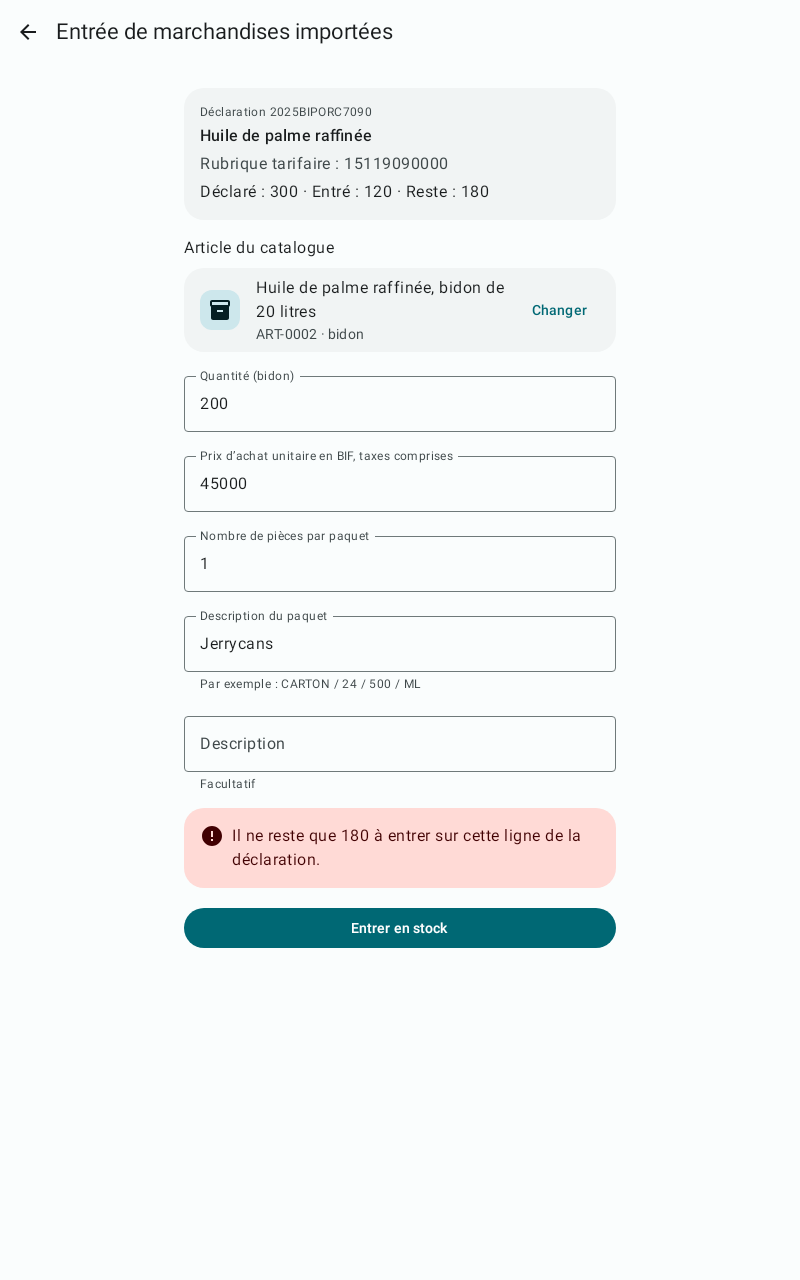 Entrée de marchandises importées
Déclaration 2025BIPORC7090
Huile de palme raffinée
Rubrique tarifaire : 15119090000
Déclaré : 300 · Entré : 120 · Reste : 180
Article du catalogue
Huile de palme raffinée, bidon de
20 litres
ART-0002 · bidon
Changer
Quantité (bidon)
200
Prix d’achat unitaire en BIF, taxes comprises
45000
Nombre de pièces par paquet
1
Description du paquet
Jerrycans
Par exemple : CARTON / 24 / 500 / ML
Description
Facultatif
Il ne reste que 180 à entrer sur cette ligne de la
déclaration.
Entrer en stock